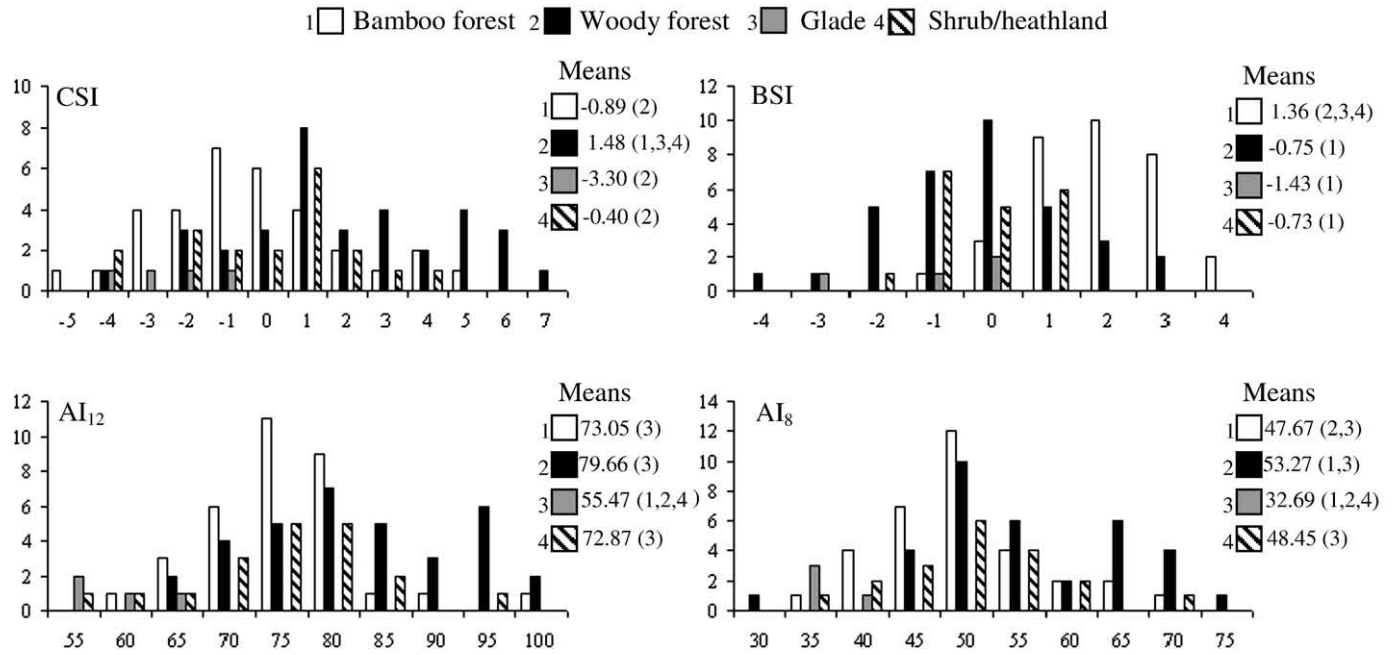 1 Bamboo forest 2 Woody forest 3 Glade 4 Shrub/heathland
CSI
10
8
6
4
2
0
-5 -4 -3 -2 -1 0 1 2 3 4 5 6 7
Means
1 -0.89 (2)
2 1.48 (1,3,4)
3 -3.30 (2)
4 -0.40 (2)
BSI
12
10
8
6
4
2
0
-4 -3 -2 -1 0 1 2 3 4
Means
1 1.36 (2,3,4)
2 -0.75 (1)
3 -1.43 (1)
4 -0.73 (1)
AI12
12
10
8
6
4
2
0
55 60 65 70 75 80 85 90 95 100
Means
1 73.05 (3)
2 79.66 (3)
3 55.47 (1,2,4 )
4 72.87 (3)
AI8
14
12
10
8
6
4
2
0
30 35 40 45 50 55 60 65 70 75
Means
1 47.67 (2,3)
2 53.27 (1,3)
3 32.69 (1,2,4)
4 48.45 (3)